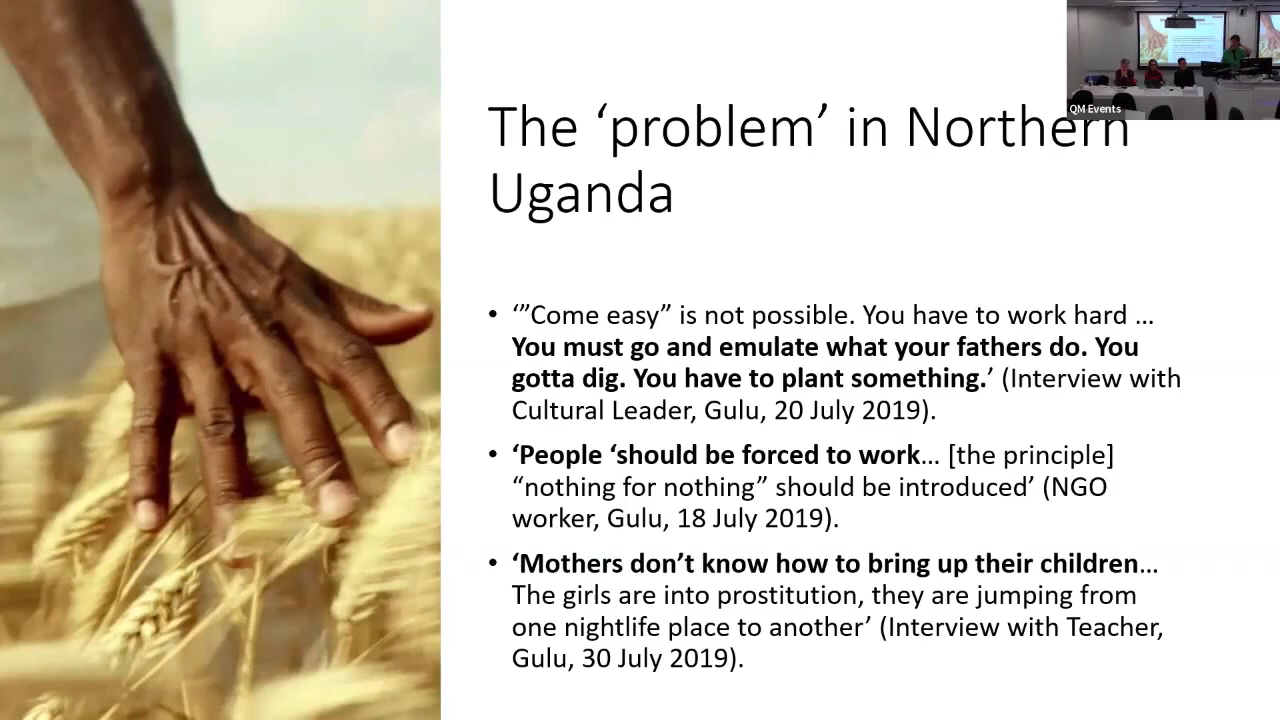 QM Events
The ‘problem’ in Northern
Uganda
• ‘”Come easy” is not possible. You have to work hard …
You must go and emulate what your fathers do. You
gotta dig. You have to plant something.’ (Interview with
Cultural Leader, Gulu, 20 July 2019).
• ‘People ‘should be forced to work… [the principle]
“nothing for nothing” should be introduced’ (NGO
worker, Gulu, 18 July 2019).
• ‘Mothers don’t know how to bring up their children…
The girls are into prostitution, they are jumping from
one nightlife place to another’ (Interview with Teacher,
Gulu, 30 July 2019).